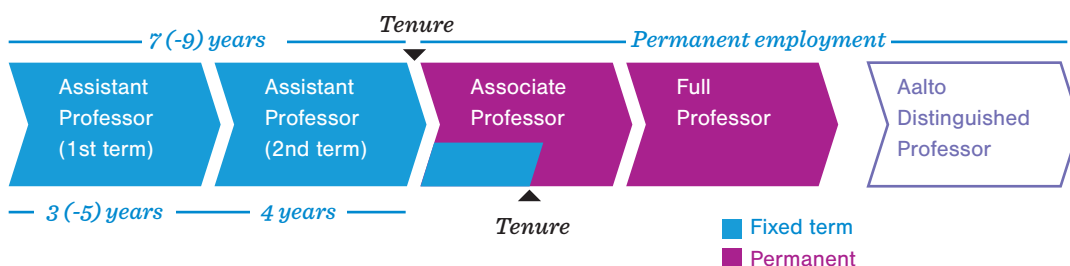 Tenure
7 (-9) years
Permanent employment
Assistant
Professor
(1st term)
Assistant
Professor
(2nd term)
Associate
Professor
Full
Professor
Aalto
Distinguished
Professor
3 (-5) years
4 years
Tenure
Fixed term
Permanent